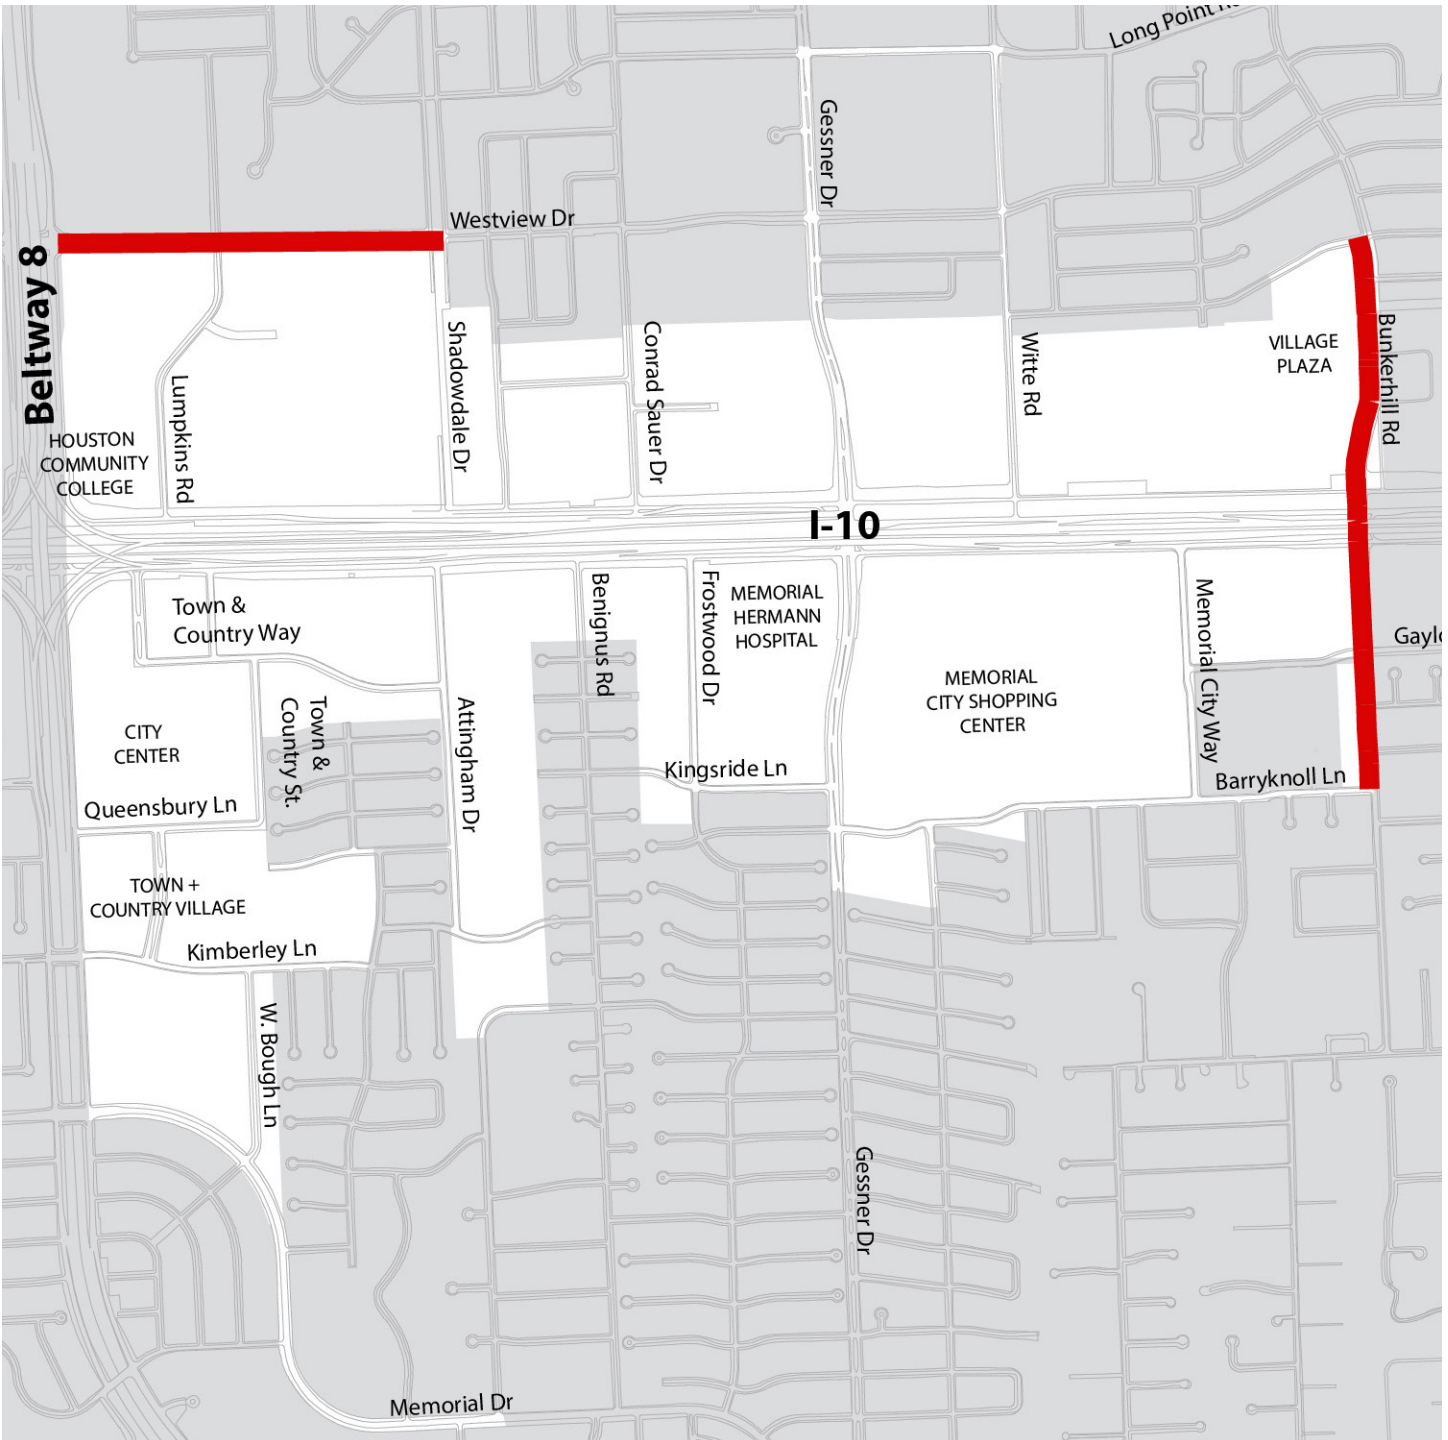 Long Point
Gessner Dr
Westview Dr
Beltway 8
Shadowdale Dr
Conrad Sauer Dr
Witte Rd
VILLAGE
PLAZA
Bunkerhill Rd
Lumpkins Rd
HOUSTON
COMMUNITY
COLLEGE
I-10
Town &
Country Way
Benignus Rd
Frostwood Dr
MEMORIAL
HERMANN
HOSPITAL
Memorial City Way
MEMORIAL
CITY SHOPPING
CENTER
CITY
CENTER
Town &
Country St.
Attingham Dr
Kingsride Ln
Barryknoll Ln
Queensbury Ln
TOWN +
COUNTRY VILLAGE
Kimberley Ln
W. Bough Ln
Gessner Dr
Memorial Dr